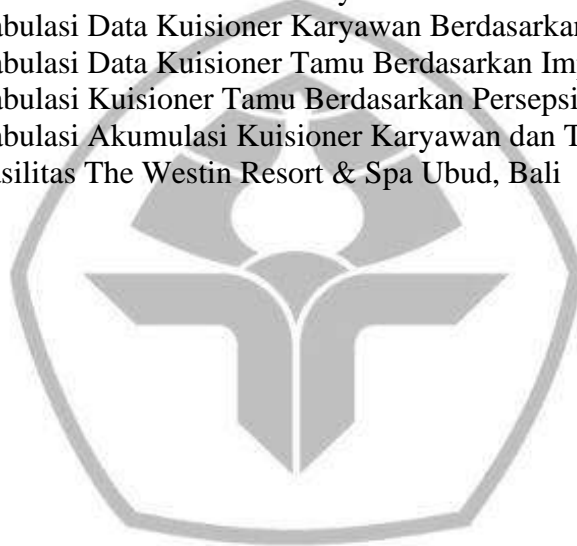 abulasi Data Kuisioner Karyawan Berdasarkan
abulasi Data Kuisioner Tamu Berdasarkan Im
abulasi Kuisioner Tamu Berdasarkan Persepsi
abulasi Akumulasi Kuisioner Karyawan dan T
asilitas The Westin Resort & Spa Ubud, Bali